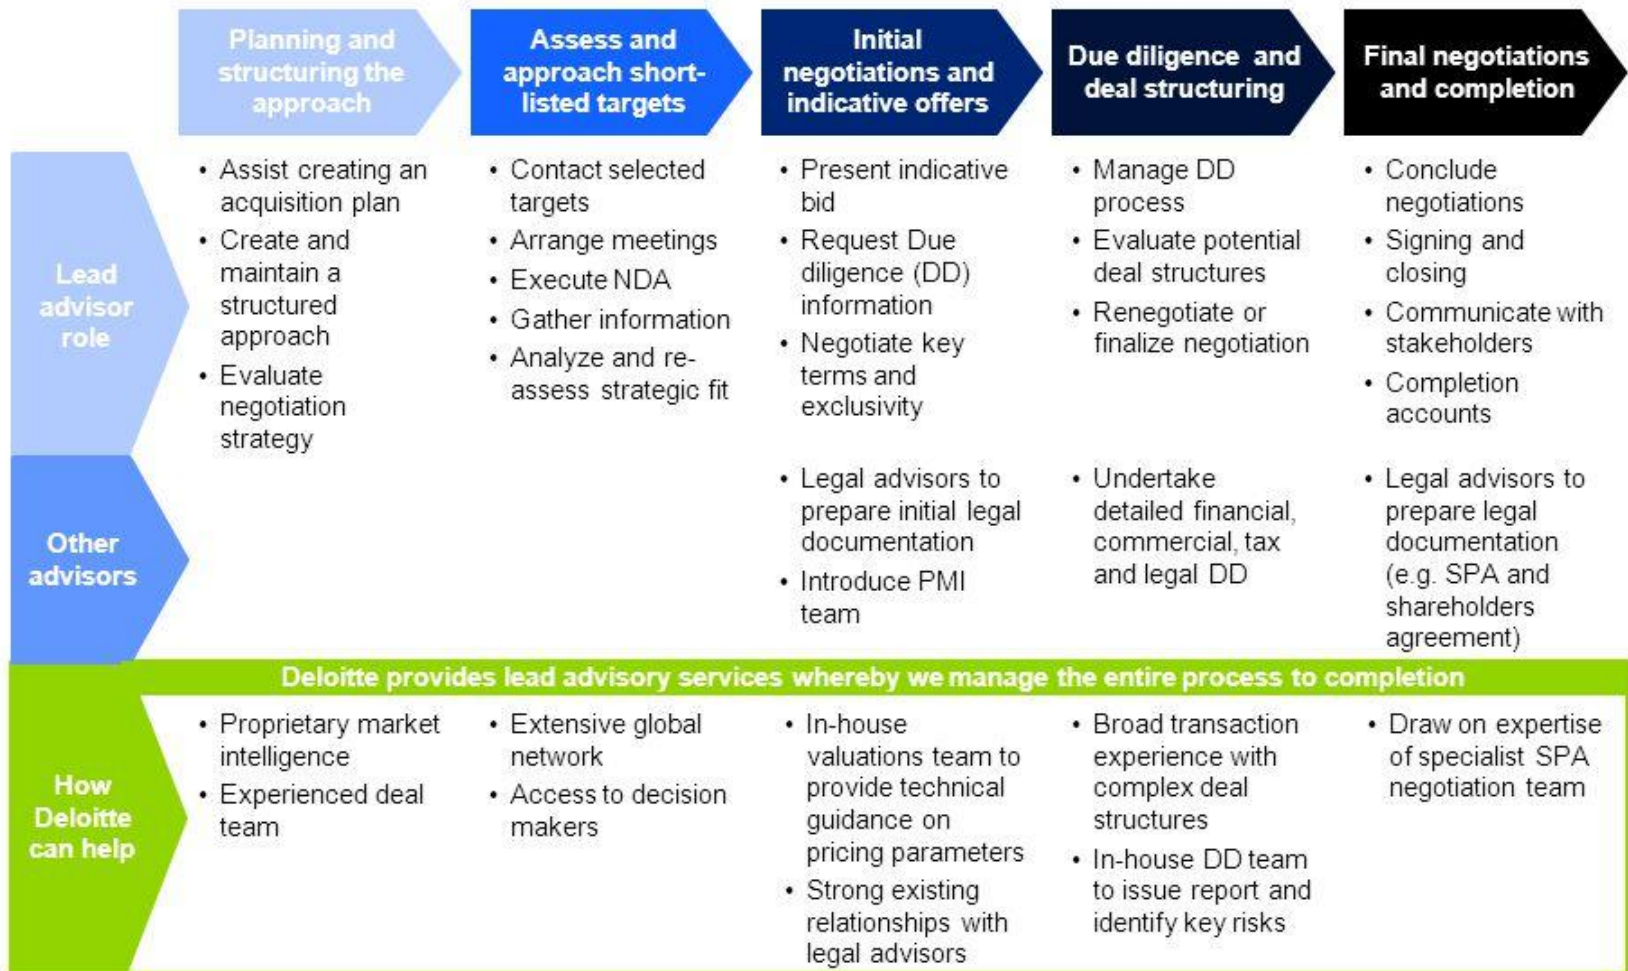 Planning and
structuring the
approach
Assess and
approach short-
listed targets
Initial
negotiations and
indicative offers
Due diligence and
deal structuring
Final negotiations
and completion
Lead
advisor
role
• Assist creating an
acquisition plan
• Create and
maintain a
structured
approach
• Evaluate
negotiation
strategy
• Contact selected
targets
• Arrange meetings
• Execute NDA
• Gather information
• Analyze and re-
assess strategic fit
• Present indicative
bid
• Request Due
diligence (DD)
information
• Negotiate key
terms and
exclusivity
• Manage DD
process
• Evaluate potential
deal structures
• Renegotiate or
finalize negotiation
• Conclude
negotiations
• Signing and
closing
• Communicate with
stakeholders
• Completion
accounts
Other
advisors
• Legal advisors to
prepare initial legal
documentation
• Introduce PMI
team
• Undertake
detailed financial,
commercial, tax
and legal DD
• Legal advisors to
prepare legal
documentation
(e.g. SPA and
shareholders
agreement)
Deloitte provides lead advisory services whereby we manage the entire process to completion
How
Deloitte
can help
• Proprietary market
intelligence
• Experienced deal
team
• Extensive global
network
• Access to decision
makers
• In-house
valuations team to
provide technical
guidance on
pricing parameters
• Strong existing
relationships with
legal advisors
• Broad transaction
experience with
complex deal
structures
• In-house DD team
to issue report and
identify key risks
• Draw on expertise
of specialist SPA
negotiation team